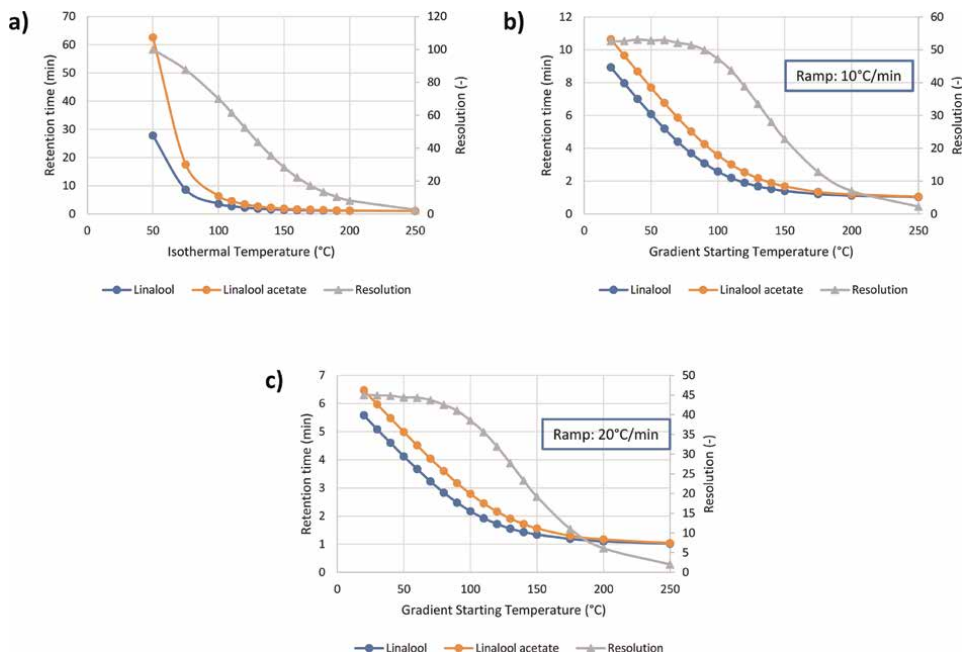 a)
70
60
50
40
30
20
10
0
Retention time (min)
120
100
80
60
40
20
0
Resolution (-)
0 50 100 150 200 250
Isothermal Temperature (°C)
Linalool Linalool acetate Resolution
b)
12
10
8
6
4
2
0
Retention time (min)
Ramp: 10°C/min
60
50
40
30
20
10
0
Resolution (-)
0 50 100 150 200 250
Gradient Starting Temperature (°C)
Linalool Linalool acetate Resolution
c)
7
6
5
4
3
2
1
0
Retention time (min)
Ramp: 20°C/min
50
45
40
35
30
25
20
15
10
5
0
Resolution (-)
0 50 100 150 200 250
Gradient Starting Temperature (°C)
Linalool Linalool acetate Resolution